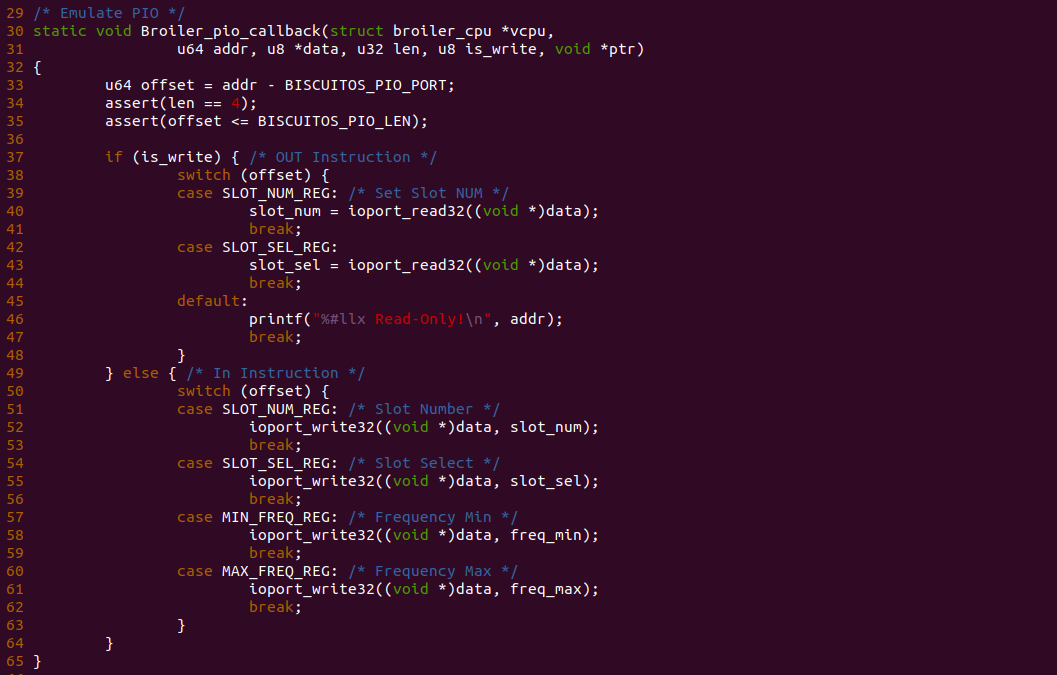 29 /* Emulate PIO */
30 static void Broiler_pio_callback(struct broiler_cpu *vcpu,
31                 u64 addr, u8 *data, u32 len, u8 is_write, void *ptr)
32 {
33         u64 offset = addr - BISCUITOS_PIO_PORT;
34         assert(len == 4);
35         assert(offset <= BISCUITOS_PIO_LEN);
36
37         if (is_write) { /* OUT Instruction */
38                 switch (offset) {
39                 case SLOT_NUM_REG: /* Set Slot NUM */
40                         slot_num = ioport_read32((void *)data);
41                         break;
42                 case SLOT_SEL_REG:
43                         slot_sel = ioport_read32((void *)data);
44                         break;
45                 default:
46                         printf("%#llx Read-Only!\n", addr);
47                         break;
48                 }
49         } else { /* In Instruction */
50                 switch (offset) {
51                 case SLOT_NUM_REG: /* Slot Number */
52                         ioport_write32((void *)data, slot_num);
53                         break;
54                 case SLOT_SEL_REG: /* Slot Select */
55                         ioport_write32((void *)data, slot_sel);
56                         break;
57                 case MIN_FREQ_REG: /* Frequency Min */
58                         ioport_write32((void *)data, freq_min);
59                         break;
60                 case MAX_FREQ_REG: /* Frequency Max */
61                         ioport_write32((void *)data, freq_max);
62                         break;
63                 }
64         }
65 }